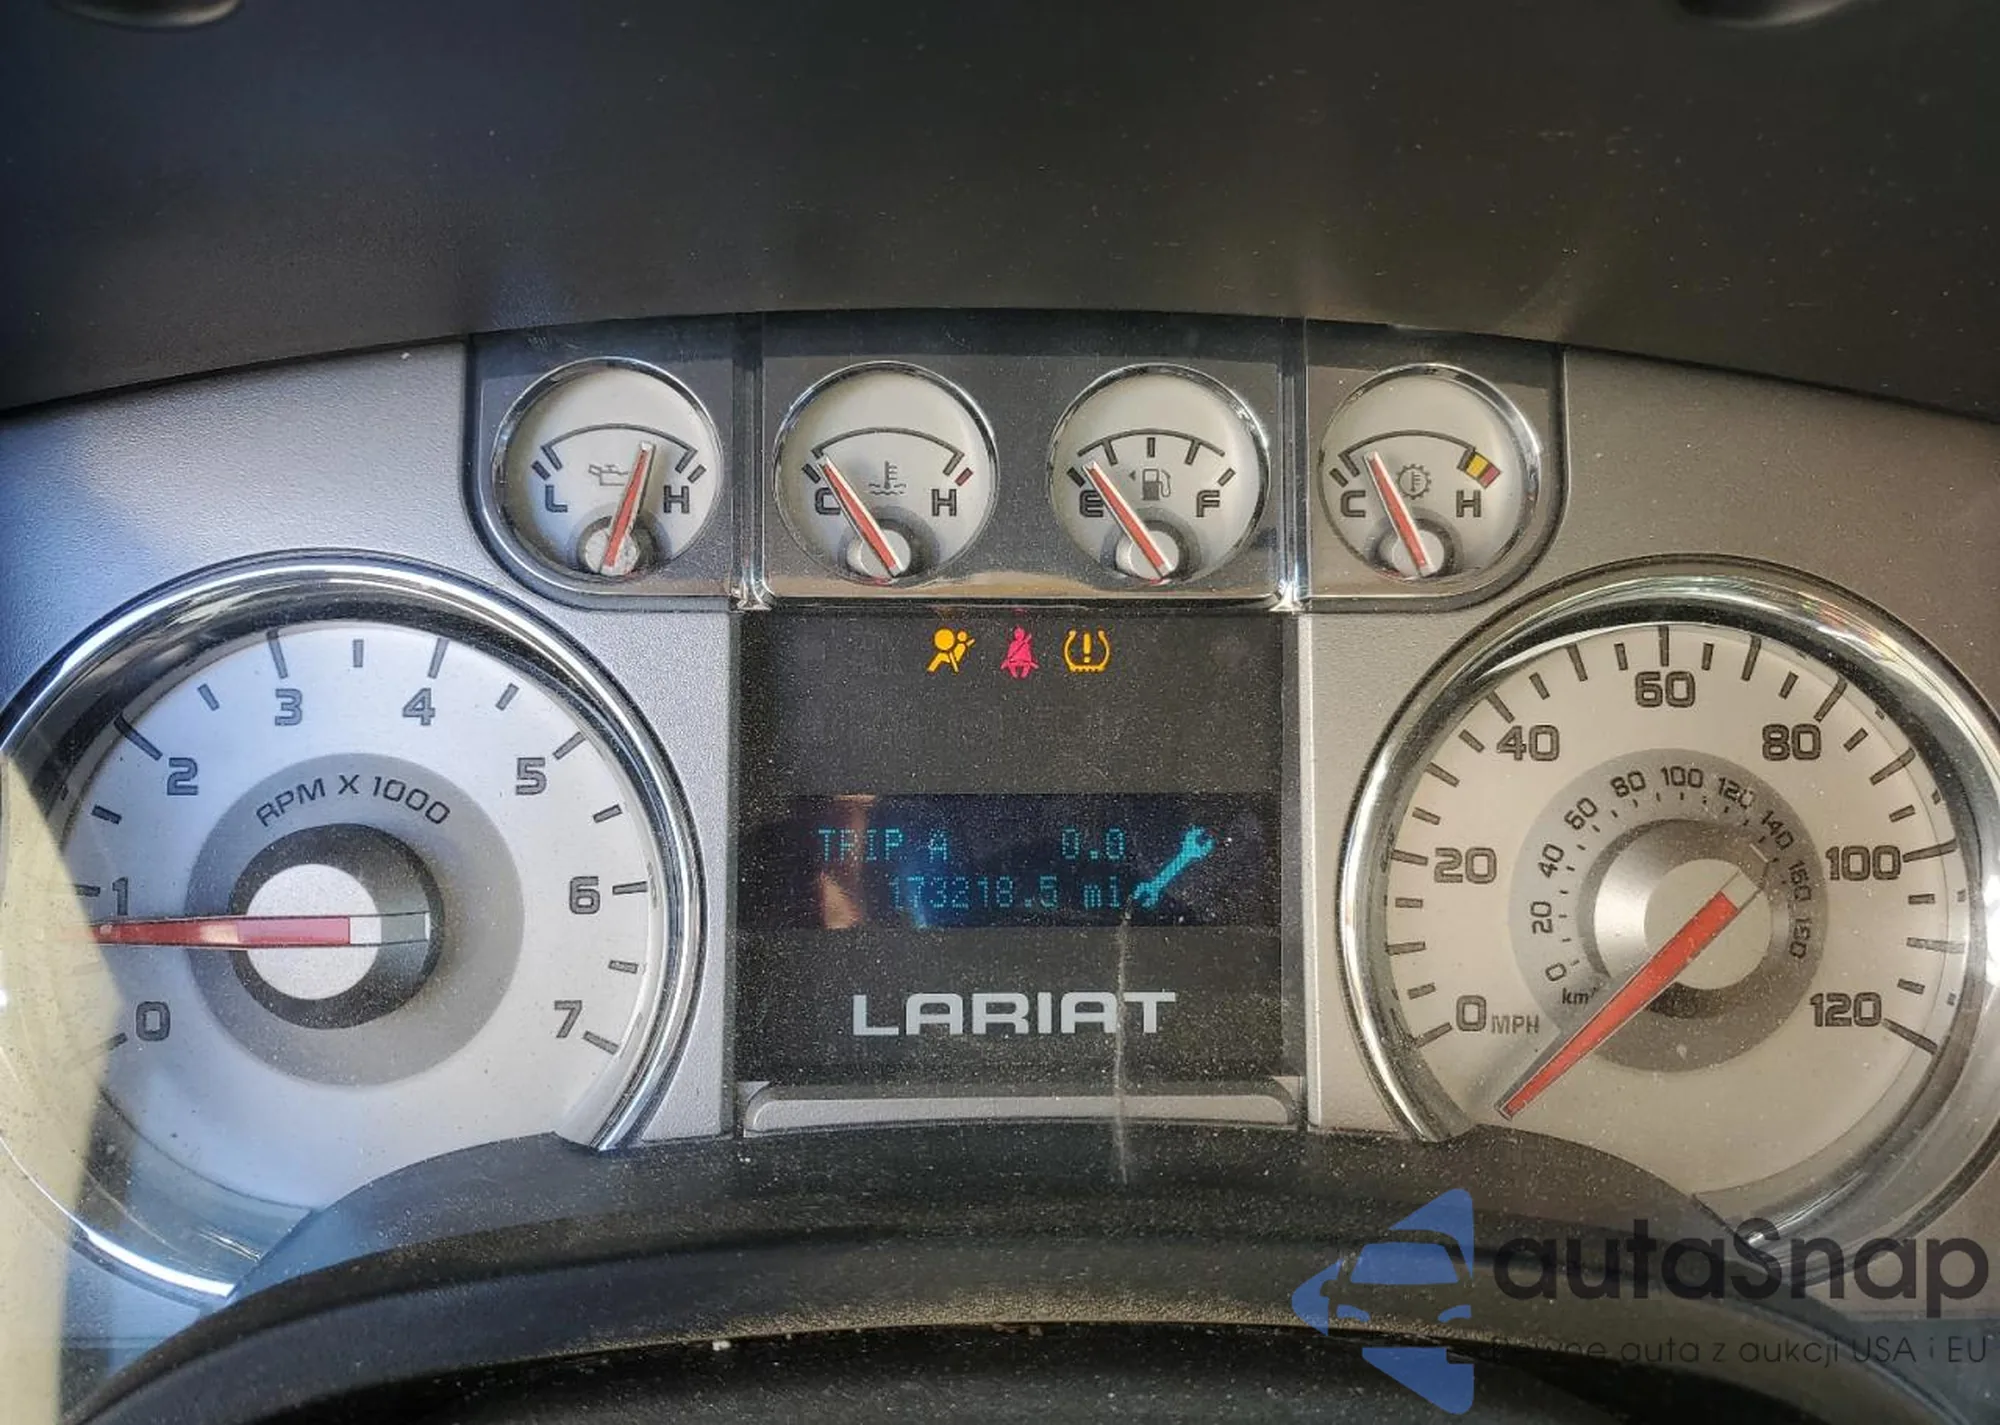 L H
C H
E F
C H
RPM X 1000
0 1 2 3 4 5 6 7
TRIP A 0.0
173218.5 mi
LARIAT
0 20 40 60 80 100 120
MPH
0 20 40 60 80 100 120 140 160
km/
autaSnap
auta z aukcji USA i EU